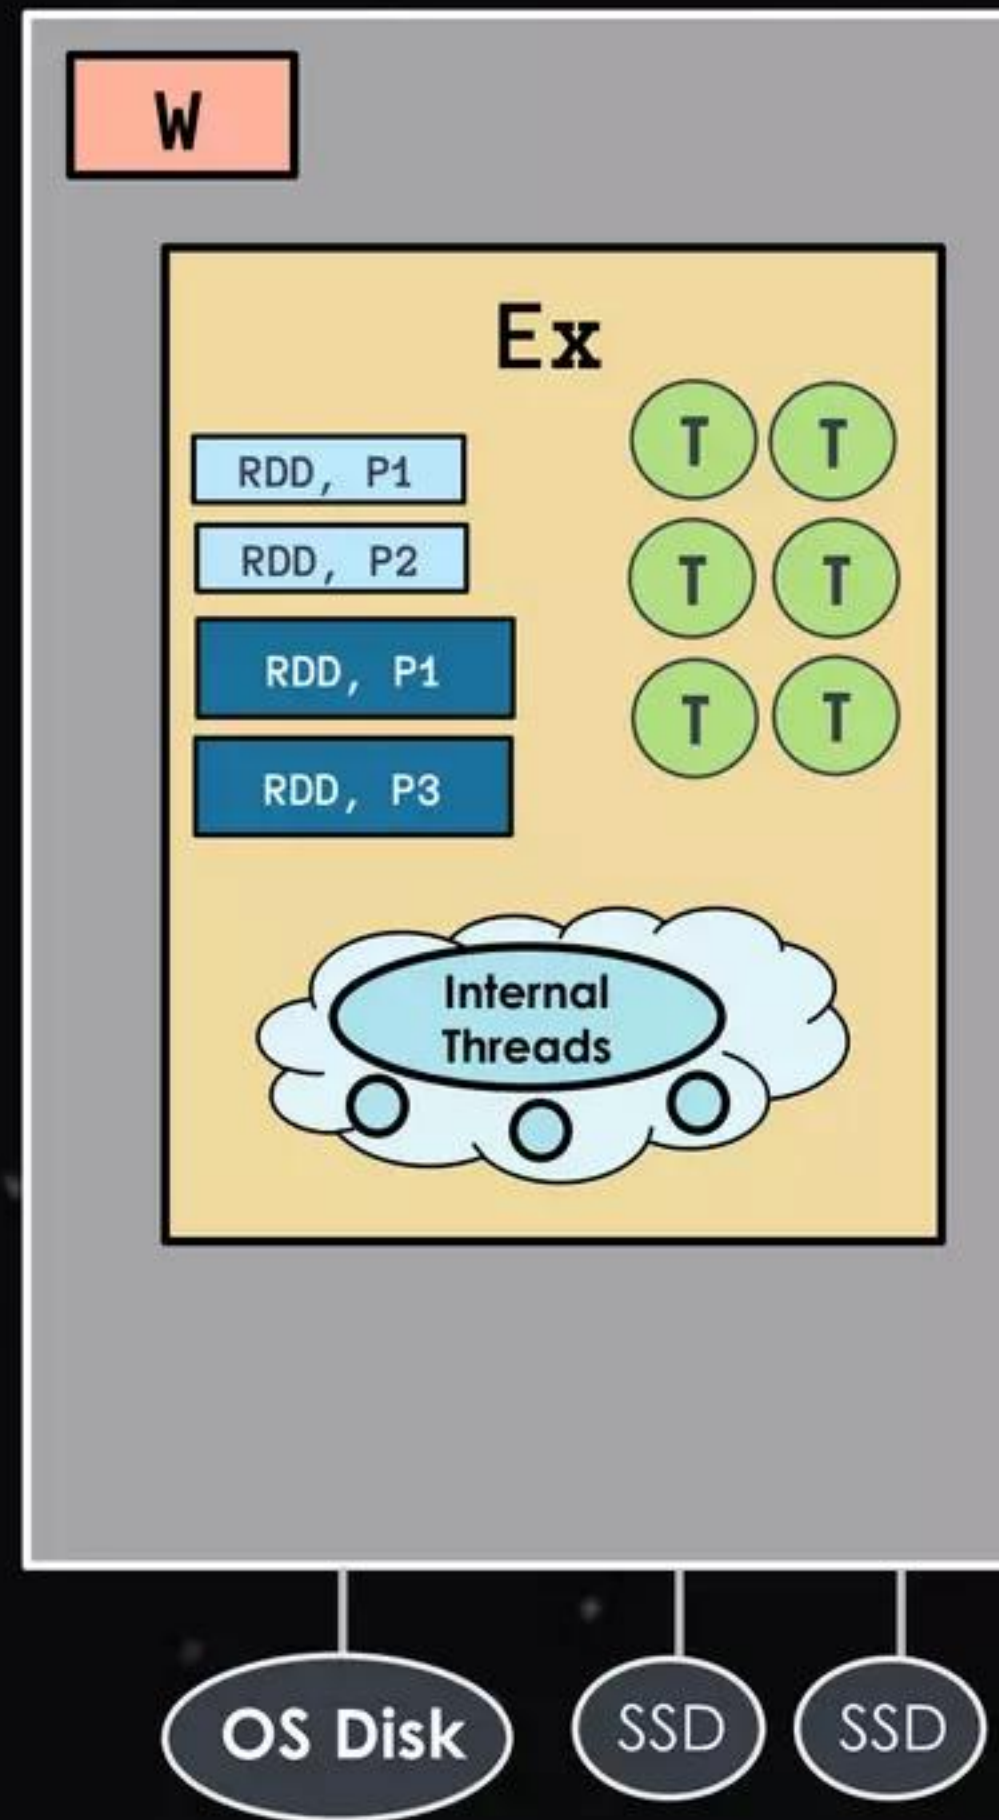 W
Ex
RDD, P1
T T
RDD, P2
T T
RDD, P1
T T
RDD, P3
Internal
Threads
OS Disk
SSD
SSD